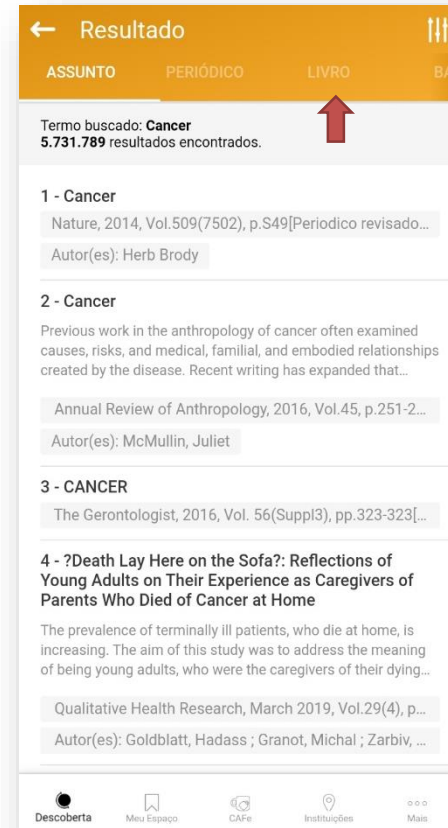 Resultado
ASSUNTO PERIÓDICO LIVRO BA
Termo buscado: Cancer
5.731.789 resultados encontrados.
1 - Cancer
Nature, 2014, Vol.509(7502), p.S49[Periodico revisado...
Autor(es): Herb Brody
2 - Cancer
Previous work in the anthropology of cancer often examined
causes, risks, and medical, familial, and embodied relationships
created by the disease. Recent writing has expanded that...
Annual Review of Anthropology, 2016, Vol.45, p.251-2...
Autor(es): McMullin, Juliet
3 - CANCER
The Gerontologist, 2016, Vol. 56(Suppl3), pp.323-323[...
4 - ?Death Lay Here on the Sofa?: Reflections of
Young Adults on Their Experience as Caregivers of
Parents Who Died of Cancer at Home
The prevalence of terminally ill patients, who die at home, is
increasing. The aim of this study was to address the meaning
of being young adults, who were the caregivers of their dying...
Qualitative Health Research, March 2019, Vol.29(4), p...
Autor(es): Goldblatt, Hadass ; Granot, Michal ; Zarbiv, ...
Descoberta Meu Espaço CAFe Instituições Mais